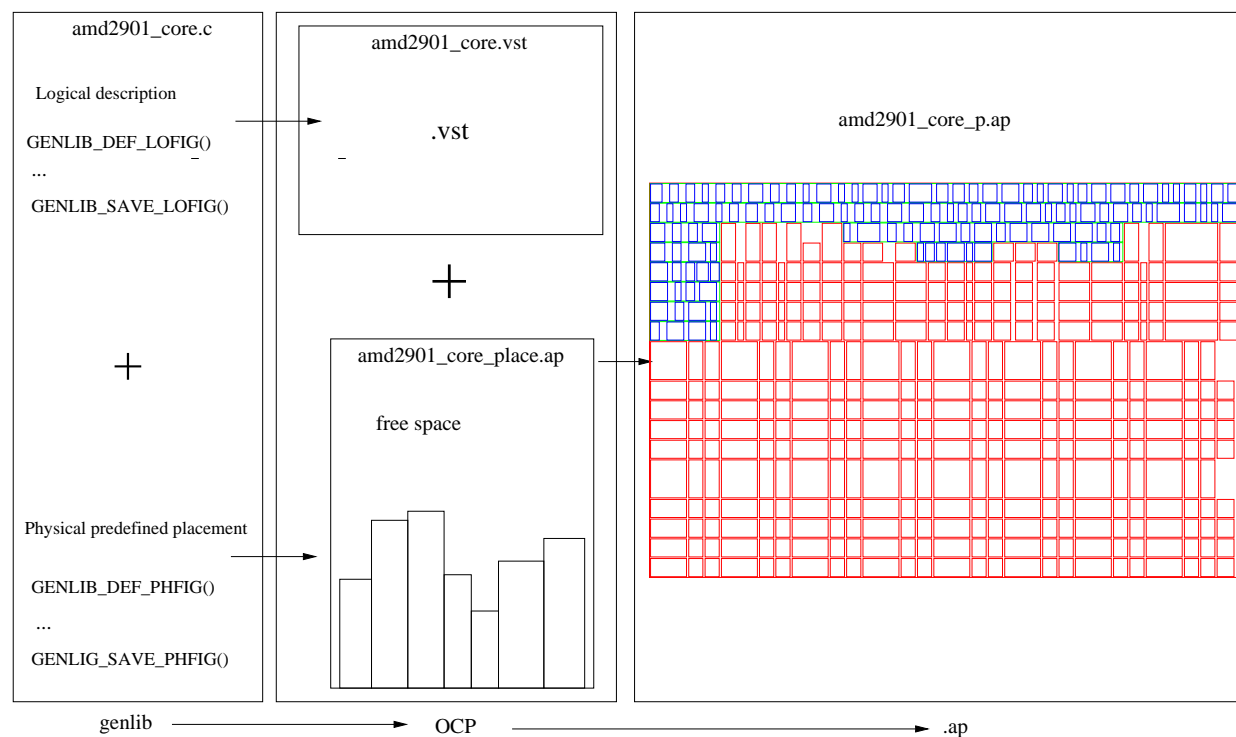 amd2901_core.c
Logical description
GENLIB_DEF_LOFIG()
...
GENLIB_SAVE_LOFIG()
+
Physical predefined placement
GENLIB_DEF_PHFIG()
...
GENLIG_SAVE_PHFIG()
amd2901_core.vst
.vst
+
amd2901_core_place.ap
free space
amd2901_core_p.ap
genlib
OCP
.ap